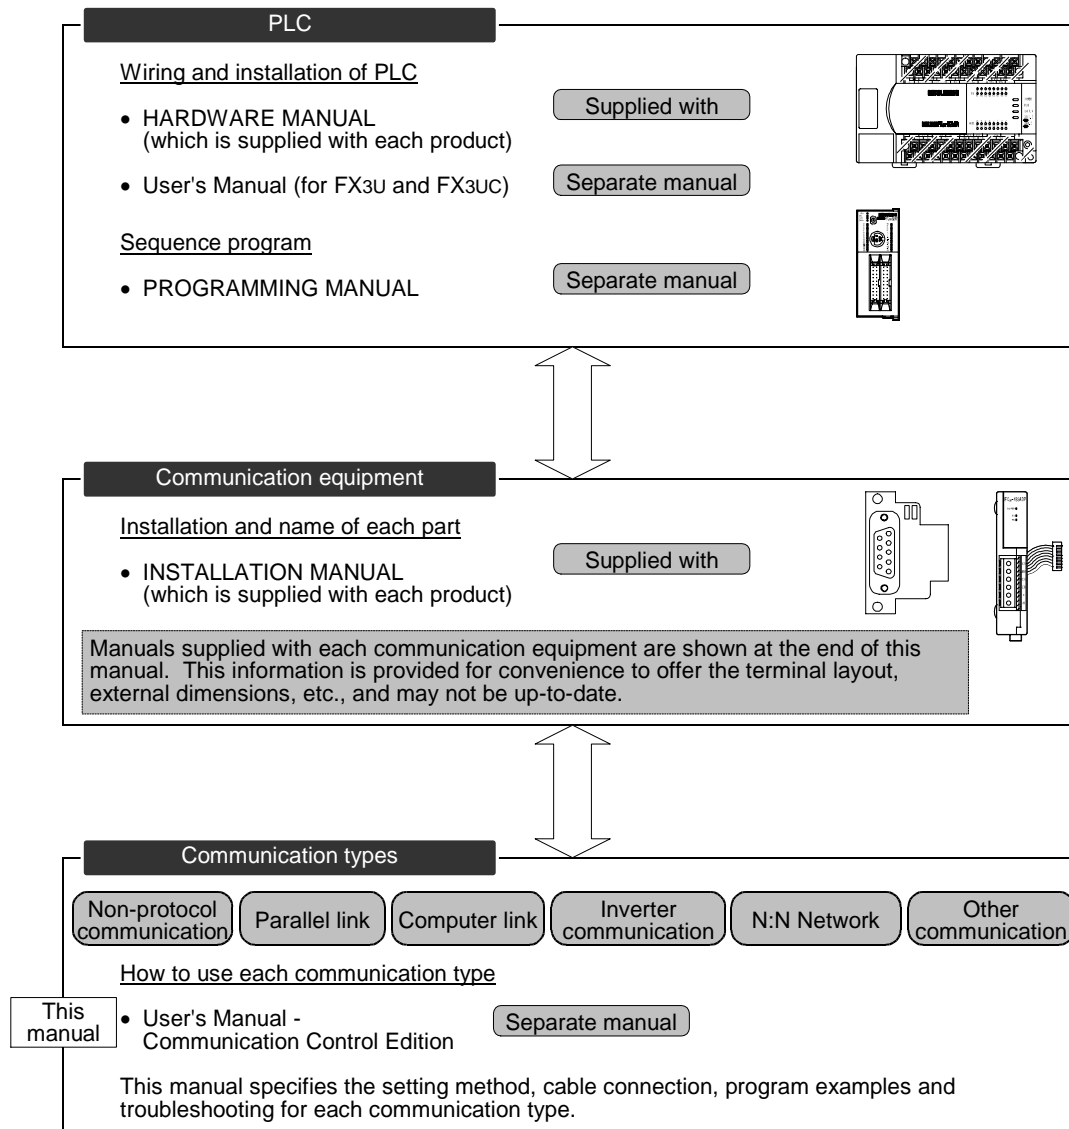 PLC
Wiring and installation of PLC
• HARDWARE MANUAL
(which is supplied with each product)
Supplied with
• User's Manual (for FX3U and FX3UC)
Separate manual
Sequence program
• PROGRAMMING MANUAL
Separate manual
Communication equipment
Installation and name of each part
• INSTALLATION MANUAL
(which is supplied with each product)
Supplied with
Manuals supplied with each communication equipment are shown at the end of this
manual. This information is provided for convenience to offer the terminal layout,
external dimensions, etc., and may not be up-to-date.
Communication types
Non-protocol
communication
Parallel link
Computer link
Inverter
communication
N:N Network
Other
communication
How to use each communication type
This
manual
• User's Manual -
Communication Control Edition
Separate manual
This manual specifies the setting method, cable connection, program examples and
troubleshooting for each communication type.